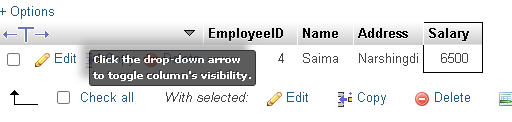 + Options
EmployeeID Name Address Salary
Edit 4 Saima Narshingdi 6500
Click the drop-down arrow
to toggle column's visibility.
Check all With selected: Edit Copy Delete